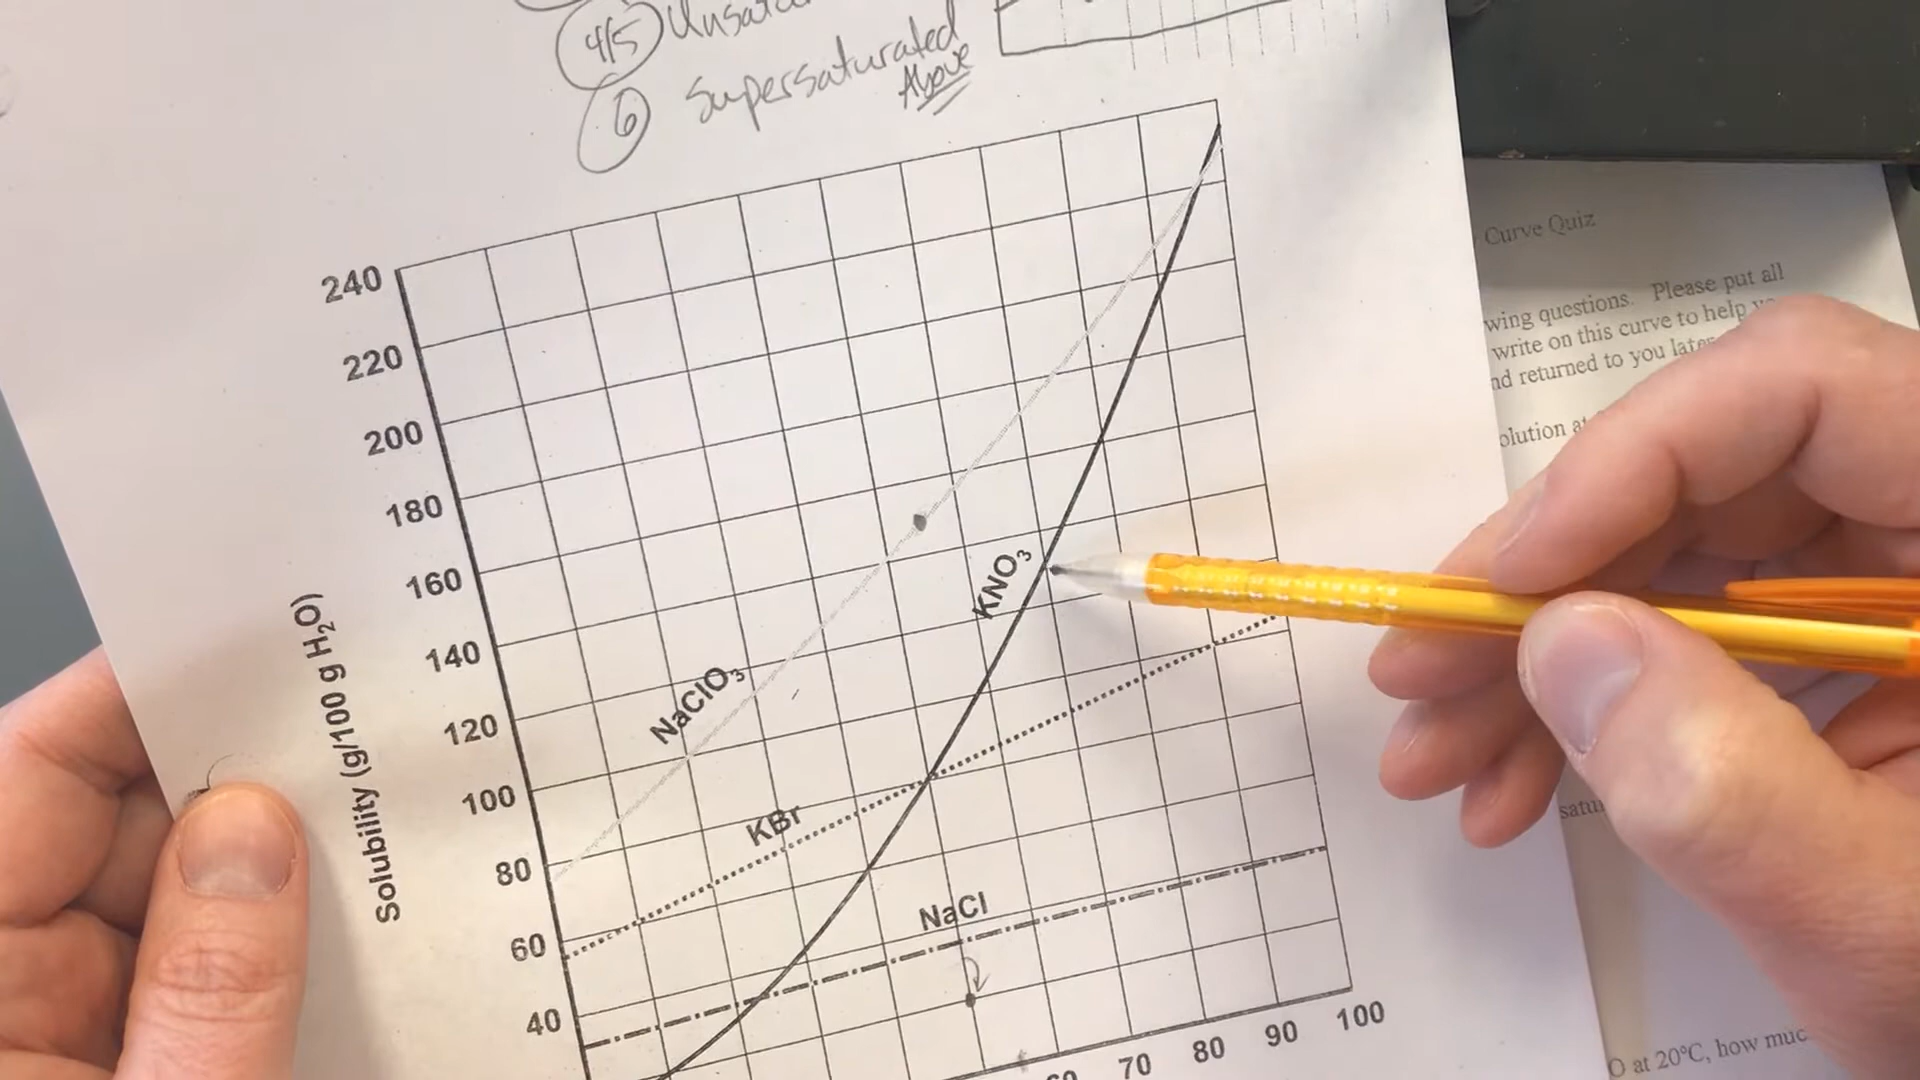 4/5 Unsatur
6 Supersaturated
Above
240
220
200
180
160
140
120
100
80
60
40
Solubility (g/100 g H₂O)
NaClO₃
KNO₃
KBr
NaCl
70
80
90
100
Curve Quiz
wing questions. Please put all
write on this curve to help
nd returned to you later
olution at
satu
O at 20°C, how muc